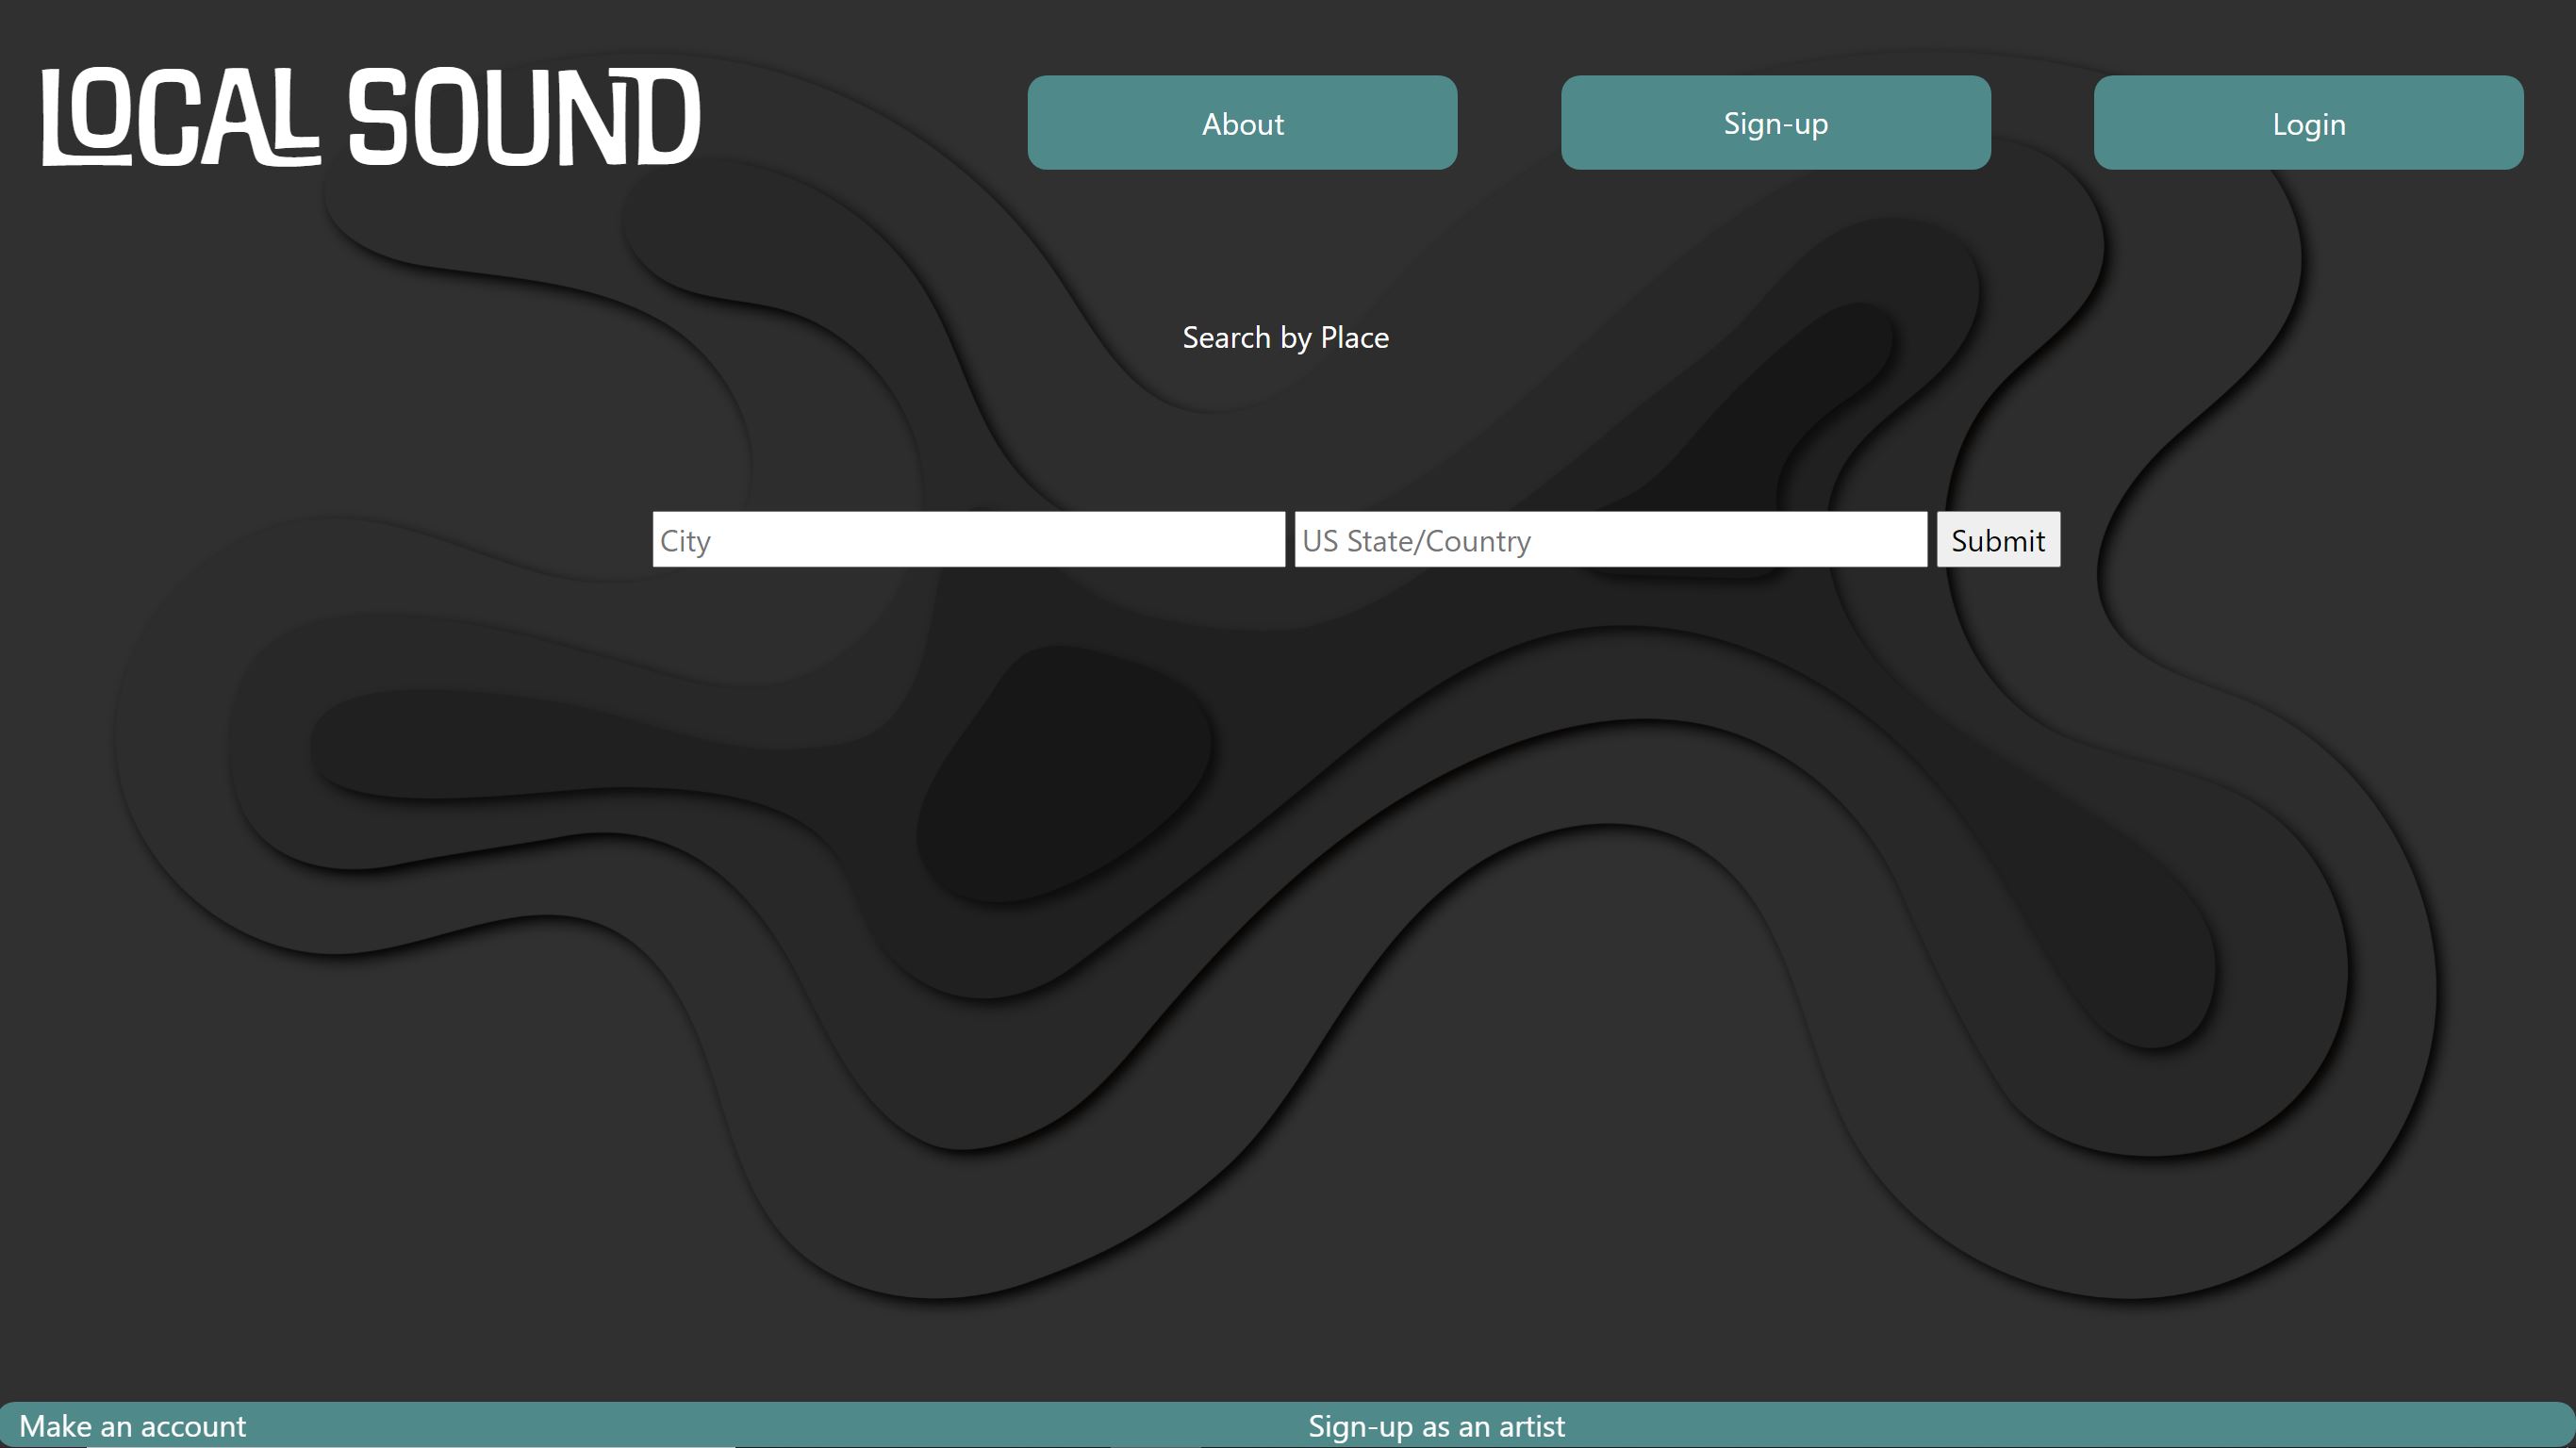 LOCAL SOUND
About
Sign-up
Login
Search by Place
City
US State/Country
Submit
Make an account
Sign-up as an artist